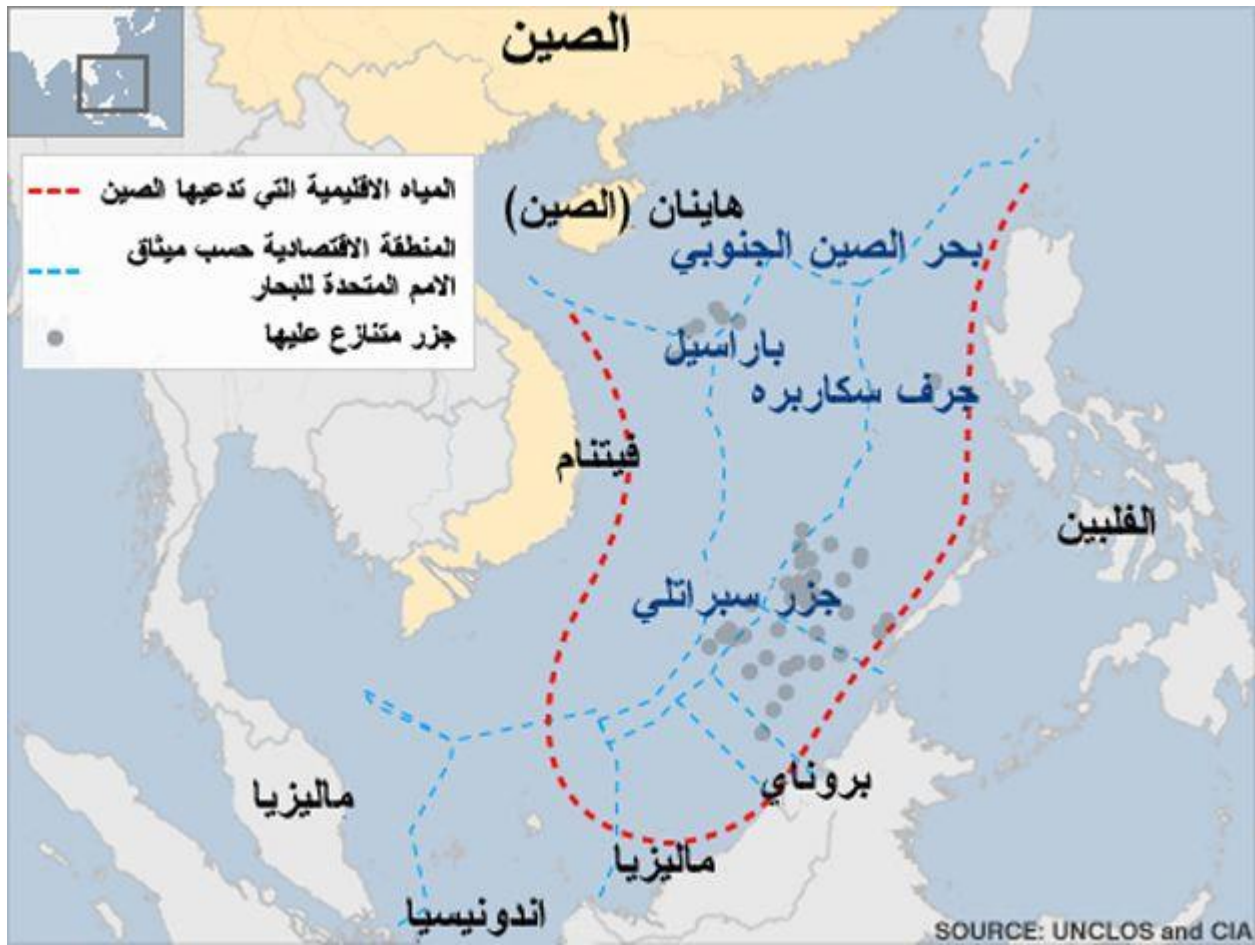 الصين
المياه الاقليمية التي تدعيها الصين
المنطقة الاقتصادية حسب ميثاق
الامم المتحدة للبحار
جزر متنازع عليها
هاينان (الصين)
بحر الصين الجنوبي
باراسيل
جرف سكاربره
فيتنام
الفلبين
جزر سبراتلي
ماليزيا
بروناي
ماليزيا
اندونيسيا
SOURCE: UNCLOS and CIA